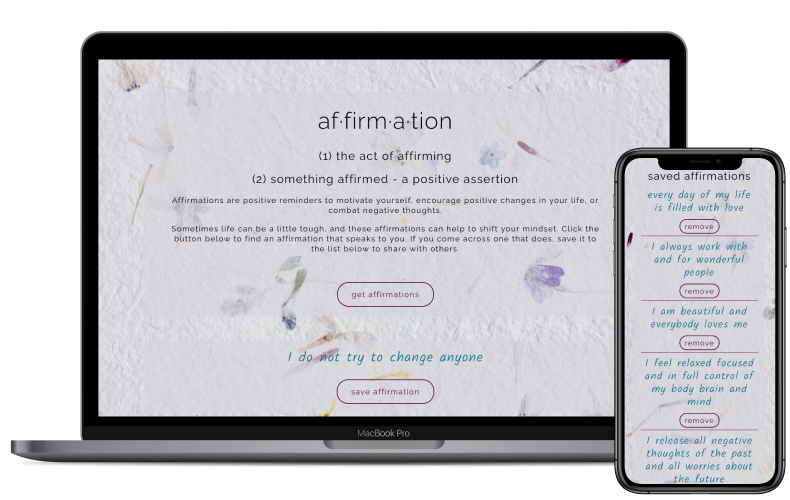 af·firm·a·tion
(1) the act of affirming
(2) something affirmed - a positive assertion
Affirmations are positive reminders to motivate yourself, encourage positive changes in your life, or
combat negative thoughts.
Sometimes life can be a little tough, and these affirmations can help to shift your mindset. Click the
button below to find an affirmation that speaks to you. If you come across one that does, save it to
the list below to share with others.
get affirmations
I do not try to change anyone
save affirmation
MacBook Pro
saved affirmations
every day of my life
is filled with love
remove
I always work with
and for wonderful
people
remove
I am beautiful and
everybody loves me
remove
I feel relaxed focused
and in full control of
my body brain and
mind
remove
I release all negative
thoughts of the past
and all worries about
the future